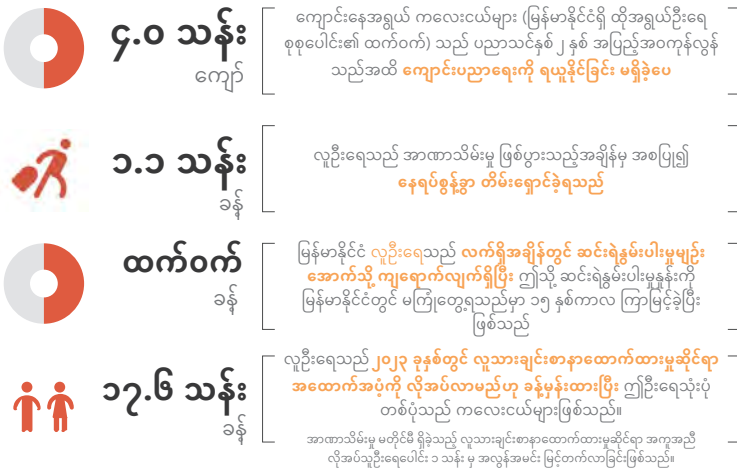 ၄.၀ သန်း
ကျော်
ကျောင်းနေအရွယ် ကလေးငယ်များ (မြန်မာနိုင်ငံရှိ ထိုအရွယ်ဦးရေ
စုစုပေါင်း၏ ထက်ဝက်) သည် ပညာသင်နှစ် ၂ နှစ် အပြည့်အဝကုန်လွန်
သည်အထိ ကျောင်းပညာရေးကို ရယူနိုင်ခြင်း မရှိခဲ့ပေ
၁.၁ သန်း
ခန့်
လူဦးရေသည် အာဏာသိမ်းမှု ဖြစ်ပွားသည့်အချိန်မှ အစပြု၍
နေရပ်စွန့်ခွာ တိမ်းရှောင်ခဲ့ရသည်
ထက်ဝက်
ခန့်
မြန်မာနိုင်ငံ လူဦးရေသည် လက်ရှိအချိန်တွင် ဆင်းရဲနွမ်းပါးမှုမျဉ်း
အောက်သို့ ကျရောက်လျက်ရှိပြီး ဤသို့ ဆင်းရဲနွမ်းပါးမှုနှုန်းကို
မြန်မာနိုင်ငံတွင် မကြုံတွေ့ရသည်မှာ ၁၅ နှစ်ကာလ ကြာမြင့်ခဲ့ပြီး
ဖြစ်သည်
၁၇.၆ သန်း
ခန့်
လူဦးရေသည် ၂၀၂၃ ခုနှစ်တွင် လူသားချင်းစာနာထောက်ထားမှုဆိုင်ရာ
အထောက်အပံ့ကို လိုအပ်လာမည်ဟု ခန့်မှန်းထားပြီး ဤဦးရေသုံးပုံ
တစ်ပုံသည် ကလေးငယ်များဖြစ်သည်။
အာဏာသိမ်းမှု မတိုင်မီ ရှိခဲ့သည့် လူသားချင်းစာနာထောက်ထားမှုဆိုင်ရာ အကူအညီ
လိုအပ်သူဦးရေပေါင်း ၁ သန်း မှ အလွန်အမင်း မြင့်တက်လာခြင်းဖြစ်သည်။